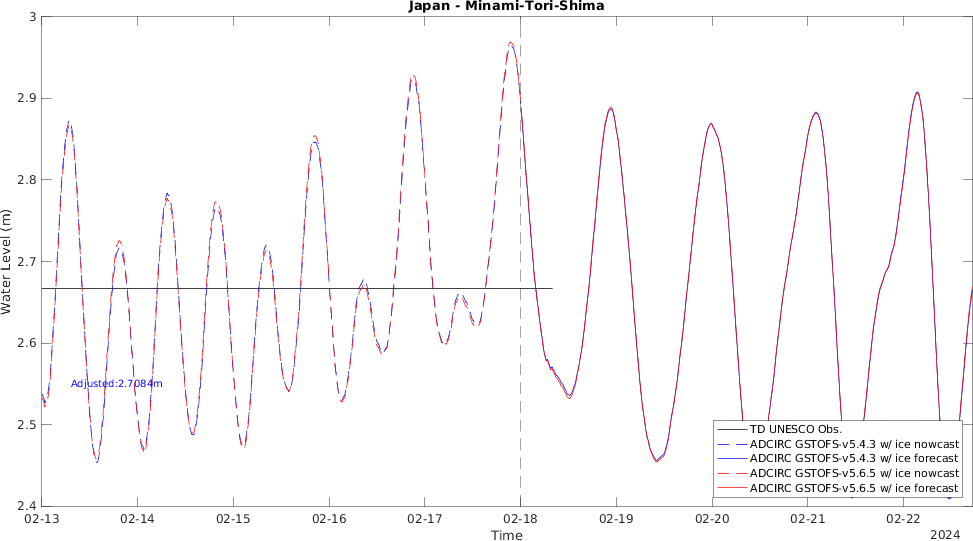 Japan - Minami-Tori-Shima
Water Level (m)
3
2.9
2.8
2.7
2.6
2.5
2.4
Adjusted:2.7084m
TD UNESCO Obs.
ADCIRC GSTOFS-v5.4.3 w/ ice nowcast
ADCIRC GSTOFS-v5.4.3 w/ ice forecast
ADCIRC GSTOFS-v5.6.5 w/ ice nowcast
ADCIRC GSTOFS-v5.6.5 w/ ice forecast
02-13 02-14 02-15 02-16 02-17 02-18 02-19 02-20 02-21 02-22
Time
2024